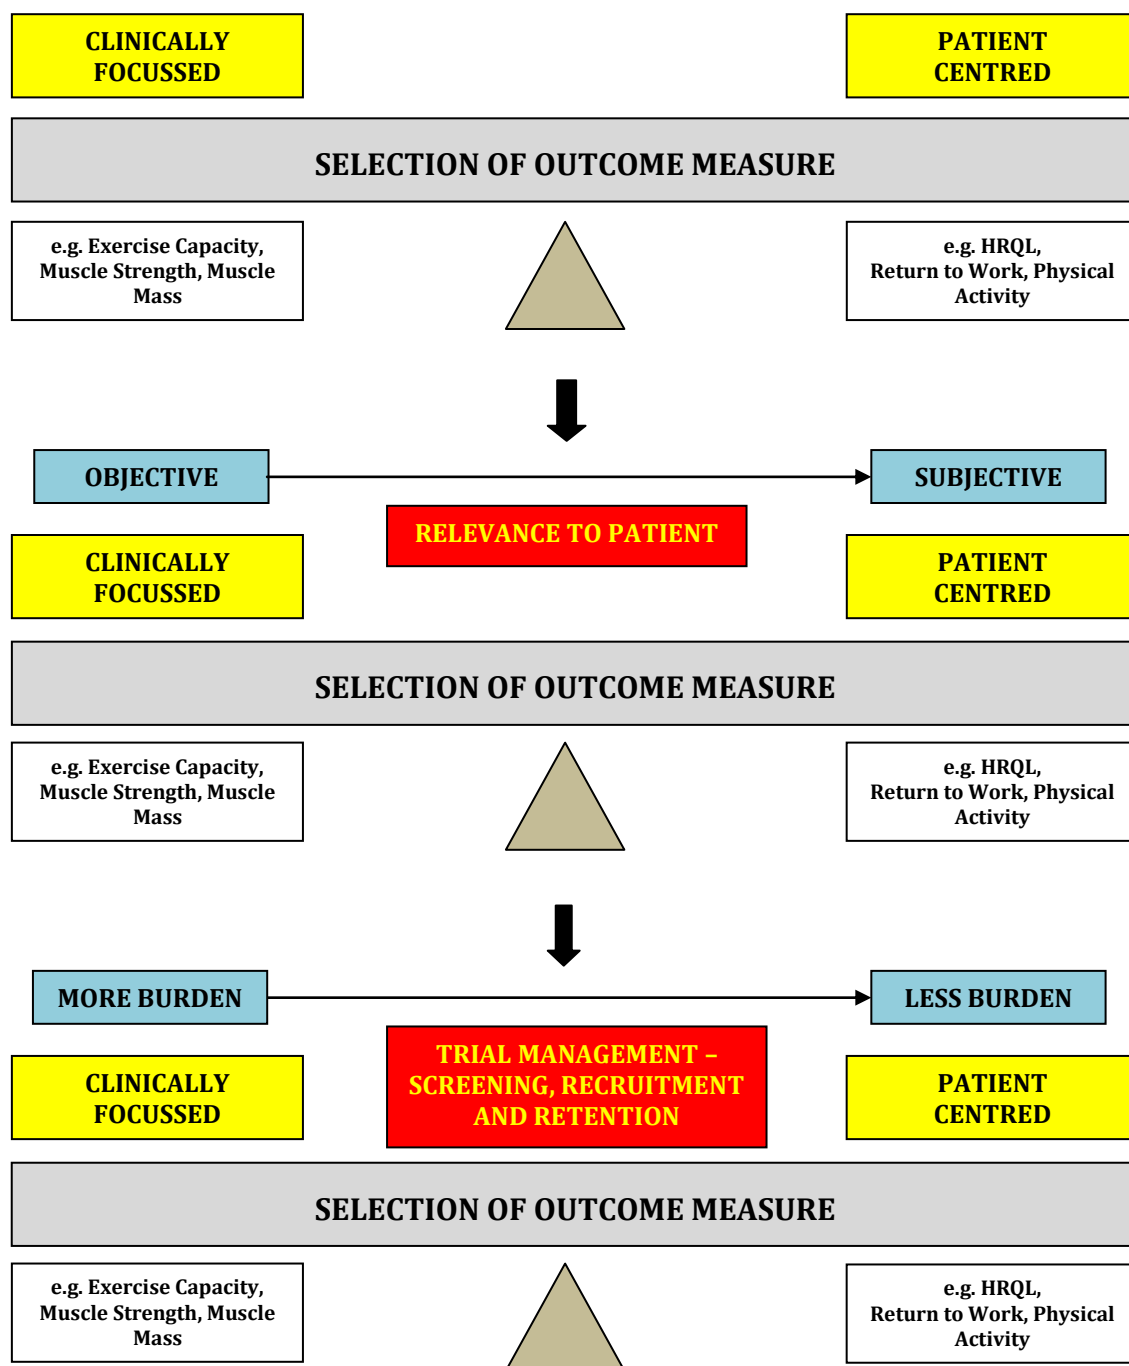 CLINICALLY
FOCUSSED
PATIENT
CENTRED
SELECTION OF OUTCOME MEASURE
e.g. Exercise Capacity,
Muscle Strength, Muscle
Mass
e.g. HRQL,
Return to Work, Physical
Activity
OBJECTIVE
SUBJECTIVE
RELEVANCE TO PATIENT
CLINICALLY
FOCUSSED
PATIENT
CENTRED
SELECTION OF OUTCOME MEASURE
e.g. Exercise Capacity,
Muscle Strength, Muscle
Mass
e.g. HRQL,
Return to Work, Physical
Activity
MORE BURDEN
LESS BURDEN
TRIAL MANAGEMENT –
SCREENING, RECRUITMENT
AND RETENTION
CLINICALLY
FOCUSSED
PATIENT
CENTRED
SELECTION OF OUTCOME MEASURE
e.g. Exercise Capacity,
Muscle Strength, Muscle
Mass
e.g. HRQL,
Return to Work, Physical
Activity